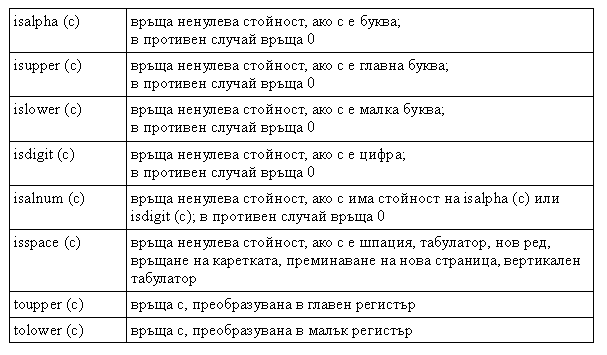 isalpha (c) връща ненулева стойност, ако с е буква;
в противен случай връща 0
isupper (c) връща ненулева стойност, ако с е главна буква;
в противен случай връща 0
islower (c) връща ненулева стойност, ако с е малка буква;
в противен случай връща 0
isdigit (c) връща ненулева стойност, ако с е цифра;
в противен случай връща 0
isalnum (c) връща ненулева стойност, ако с има стойност на isalpha (c) или
isdigit (c); в противен случай връща 0
isspace (c) връща ненулева стойност, ако с е шпация, табулатор, нов ред,
връщане на каретката, преминаване на нова страница, вертикален
табулатор
toupper (c) връща с, преобразувана в главен регистър
tolower (c) връща с, преобразувана в малък регистър